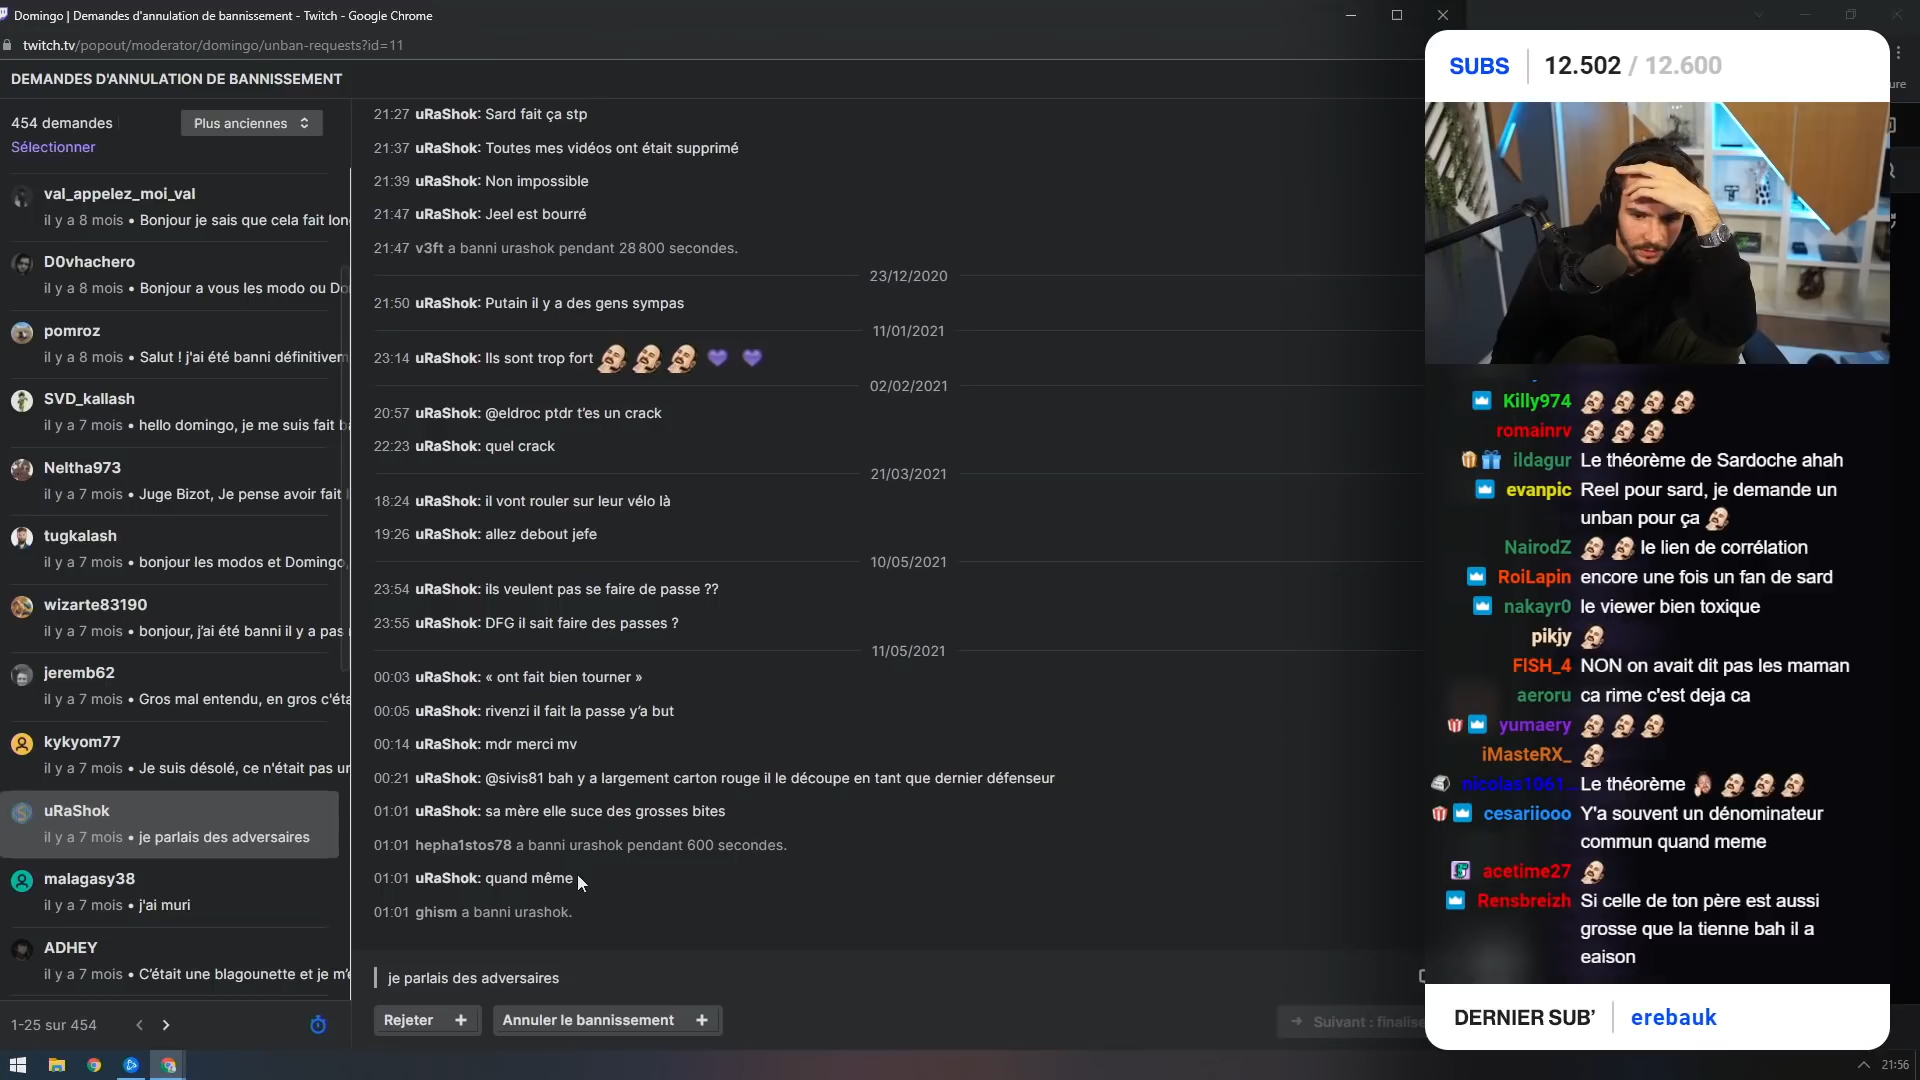 Domingo | Demandes d'annulation de bannissement - Twitch - Google Chrome
twitch.tv/popout/moderator/domingo/unban-requests?id=11
DEMANDES D'ANNULATION DE BANNISSEMENT
454 demandes
Plus anciennes
Sélectionner
val_appelez_moi_val
il y a 8 mois • Bonjour je sais que cela fait lon
D0vhachero
il y a 8 mois • Bonjour a vous les modo ou Do
pomroz
il y a 8 mois • Salut ! j'ai été banni définitivem
SVD_kallash
il y a 7 mois • hello domingo, je me suis fait b
Neltha973
il y a 7 mois • Juge Bizot, Je pense avoir fait
tugkalash
il y a 7 mois • bonjour les modos et Domingo,
wizarte83190
il y a 7 mois • bonjour, j'ai été banni il y a pas
jeremb62
il y a 7 mois • Gros mal entendu, en gros c'éta
kykyom77
il y a 7 mois • Je suis désolé, ce n'était pas un
uRaShok
il y a 7 mois • je parlais des adversaires
malagasy38
il y a 7 mois • j'ai muri
ADHEY
il y a 7 mois • C'était une blagounette et je m'e
1-25 sur 454
21:27 uRaShok: Sard fait ça stp
21:37 uRaShok: Toutes mes vidéos ont était supprimé
21:39 uRaShok: Non impossible
21:47 uRaShok: Jeel est bourré
21:47 v3ft a banni urashok pendant 28 800 secondes.
23/12/2020
21:50 uRaShok: Putain il y a des gens sympas
11/01/2021
23:14 uRaShok: Ils sont trop fort
02/02/2021
20:57 uRaShok: @eldroc ptdr t'es un crack
22:23 uRaShok: quel crack
21/03/2021
18:24 uRaShok: il vont rouler sur leur vélo là
19:26 uRaShok: allez debout jefe
10/05/2021
23:54 uRaShok: ils veulent pas se faire de passe ??
23:55 uRaShok: DFG il sait faire des passes ?
11/05/2021
00:03 uRaShok: « ont fait bien tourner »
00:05 uRaShok: rivenzi il fait la passe y'a but
00:14 uRaShok: mdr merci mv
00:21 uRaShok: @sivis81 bah y a largement carton rouge il le découpe en tant que dernier défenseur
01:01 uRaShok: sa mère elle suce des grosses bites
01:01 hepha1stos78 a banni urashok pendant 600 secondes.
01:01 uRaShok: quand même
01:01 ghism a banni urashok.
je parlais des adversaires
Rejeter +
Annuler le bannissement +
Suivant : finalise
SUBS 12.502 / 12.600
ure
Killy974
romainrv
ildagur Le théorème de Sardoche ahah
evanpic Reel pour sard, je demande un
unban pour ça
NairodZ le lien de corrélation
RoiLapin encore une fois un fan de sard
nakayr0 le viewer bien toxique
pikjy
FISH_4 NON on avait dit pas les maman
aeroru ca rime c'est deja ca
yumaery
iMasteRX_
nicolas1061... Le théorème
cesariiooo Y'a souvent un dénominateur
commun quand meme
acetime27
Rensbreizh Si celle de ton père est aussi
grosse que la tienne bah il a
eaison
DERNIER SUB' erebauk
21:56